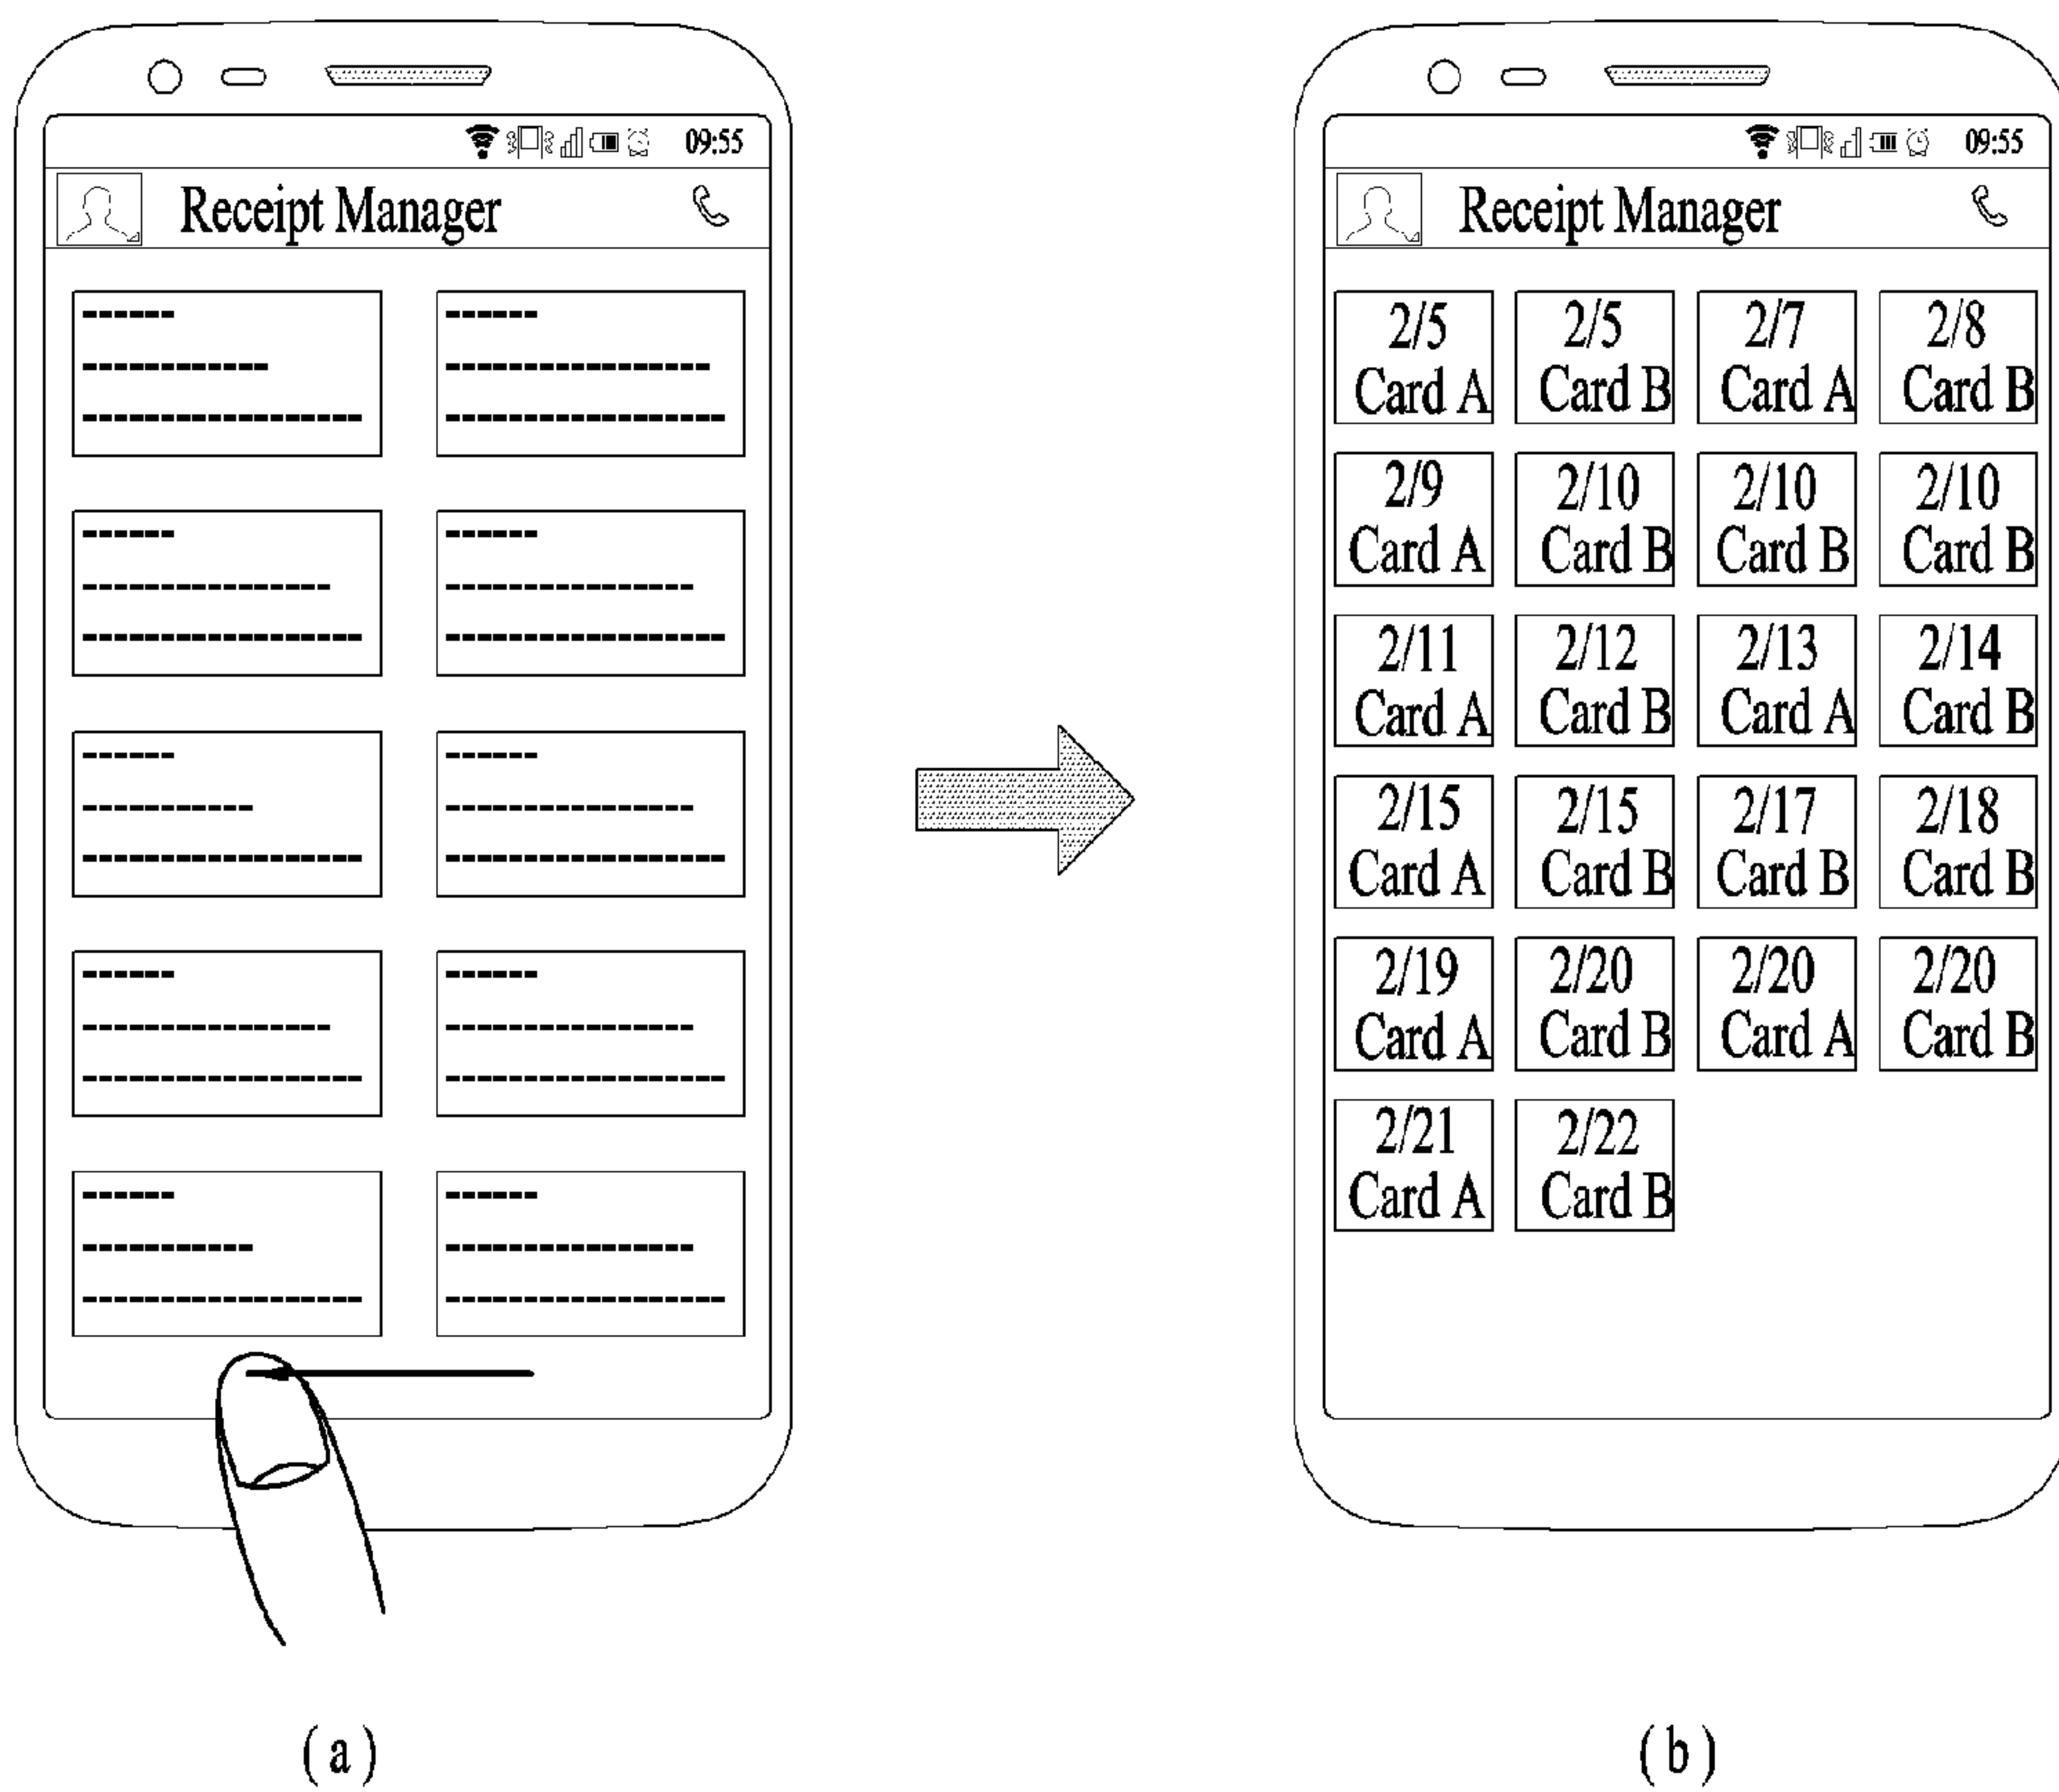 09:55
Receipt Manager
09:55
Receipt Manager
2/5 2/5 2/7 2/8
Card A Card B Card A Card B
2/9 2/10 2/10 2/10
Card A Card B Card B Card B
2/11 2/12 2/13 2/14
Card A Card B Card A Card B
2/15 2/15 2/17 2/18
Card A Card B Card B Card B
2/19 2/20 2/20 2/20
Card A Card B Card A Card B
2/21 2/22
Card A Card B
(a)
(b)